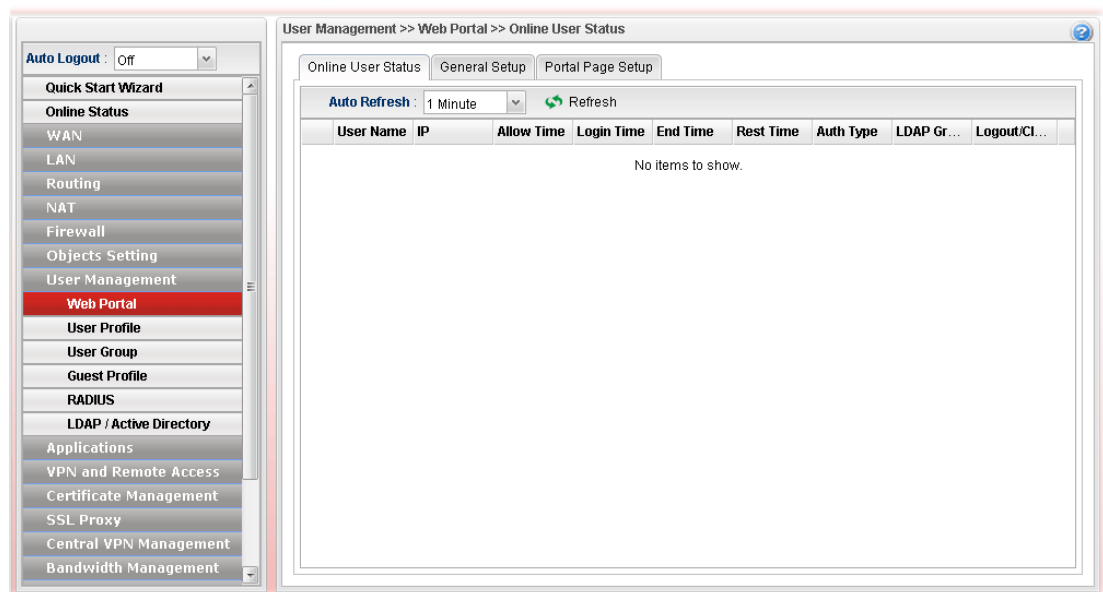 User Management >> Web Portal >> Online User Status
Auto Logout : Off
Quick Start Wizard
Online Status
WAN
LAN
Routing
NAT
Firewall
Objects Setting
User Management
Web Portal
User Profile
User Group
Guest Profile
RADIUS
LDAP / Active Directory
Applications
VPN and Remote Access
Certificate Management
SSL Proxy
Central VPN Management
Bandwidth Management
Online User Status General Setup Portal Page Setup
Auto Refresh : 1 Minute Refresh
User Name IP Allow Time Login Time End Time Rest Time Auth Type LDAP Gr... Logout/Cl...
No items to show.